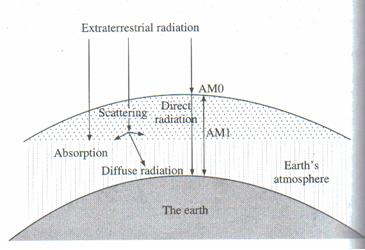 Extraterrestrial radiation
AM0
Scattering
Direct
radiation
AM1
Absorption
Diffuse radiation
Earth's
atmosphere
The earth